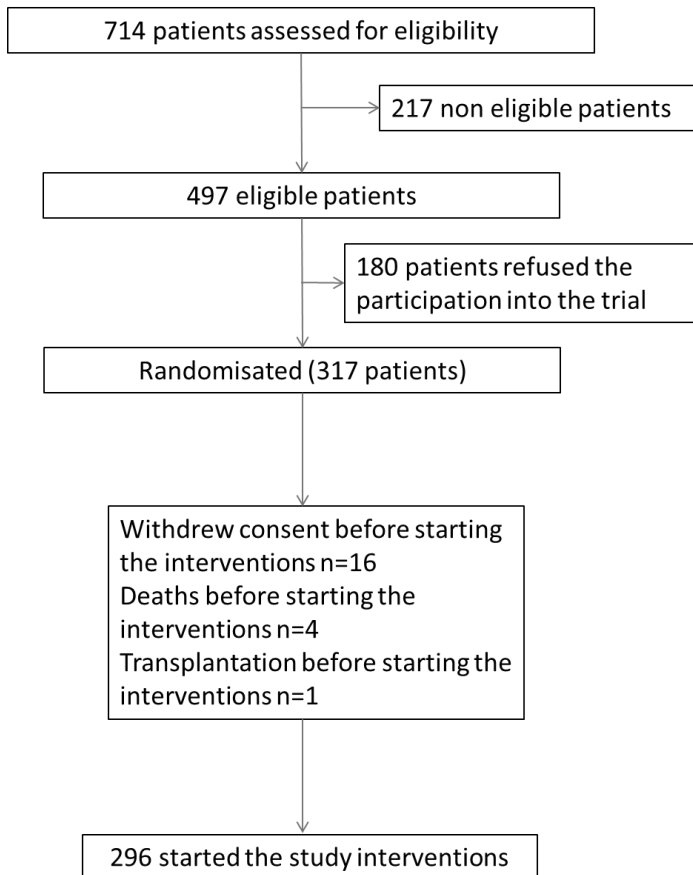 714 patients assessed for eligibility
217 non eligible patients
497 eligible patients
180 patients refused the
participation into the trial
Randomisated (317 patients)
Withdrew consent before starting
the interventions n=16
Deaths before starting the
interventions n=4
Transplantation before starting the
interventions n=1
296 started the study interventions